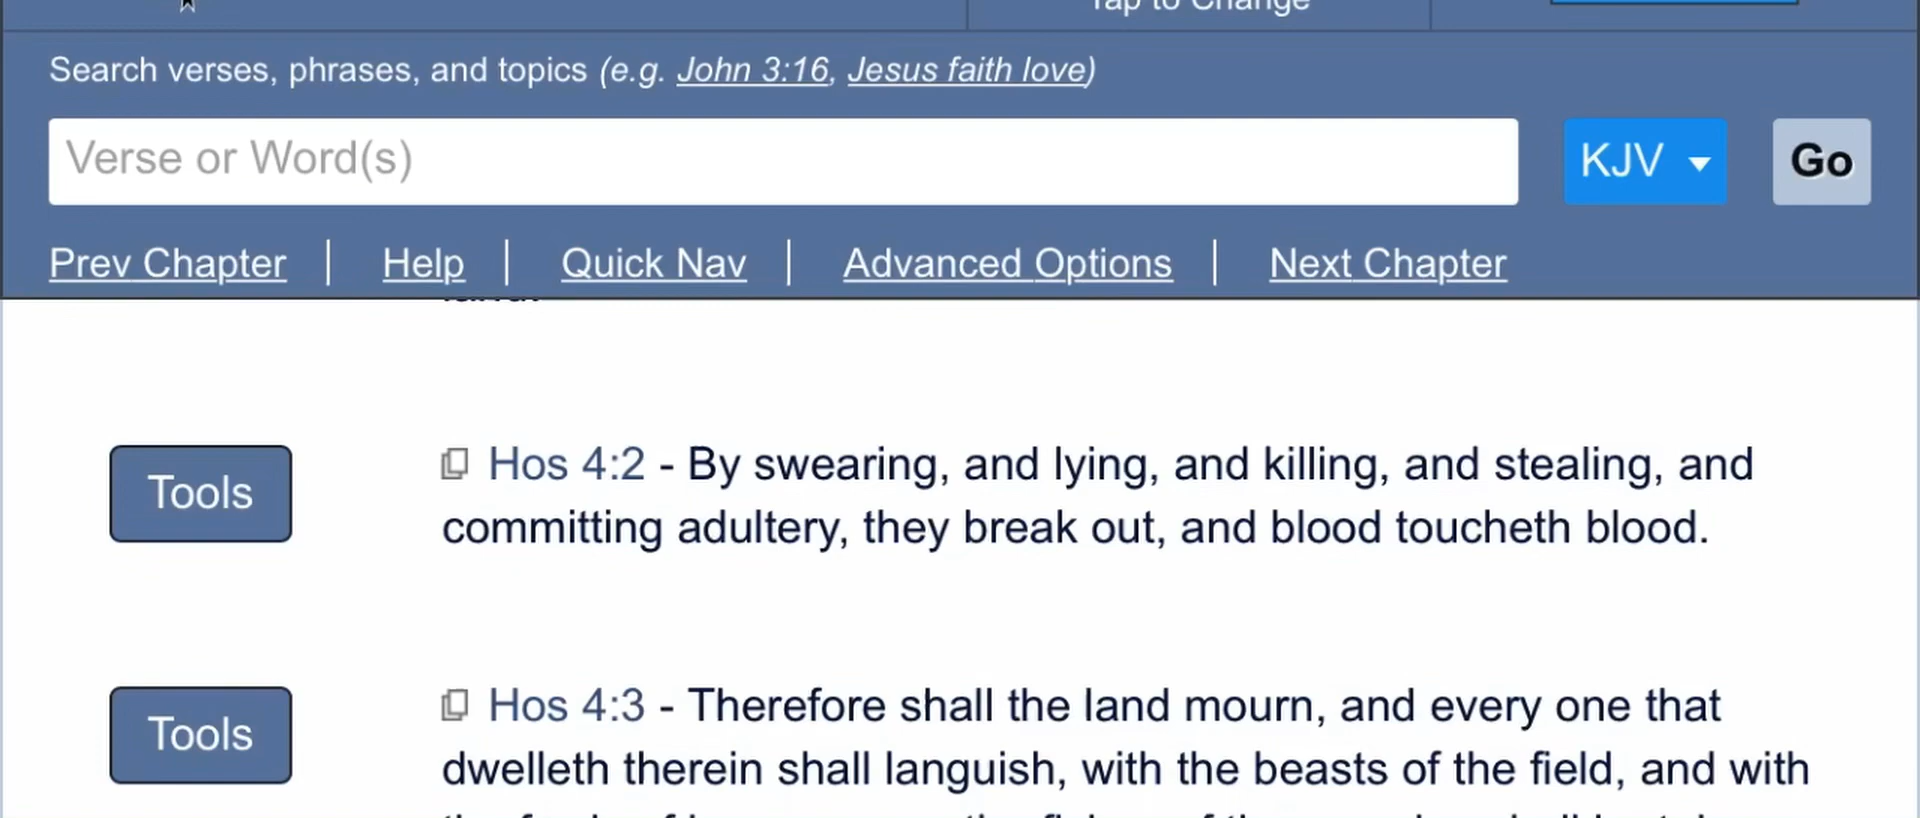 Tap to Change
Search verses, phrases, and topics (e.g. John 3:16, Jesus faith love)
Verse or Word(s)
KJV
Go
Prev Chapter | Help | Quick Nav | Advanced Options | Next Chapter
Tools
Hos 4:2 - By swearing, and lying, and killing, and stealing, and
committing adultery, they break out, and blood toucheth blood.
Tools
Hos 4:3 - Therefore shall the land mourn, and every one that
dwelleth therein shall languish, with the beasts of the field, and with